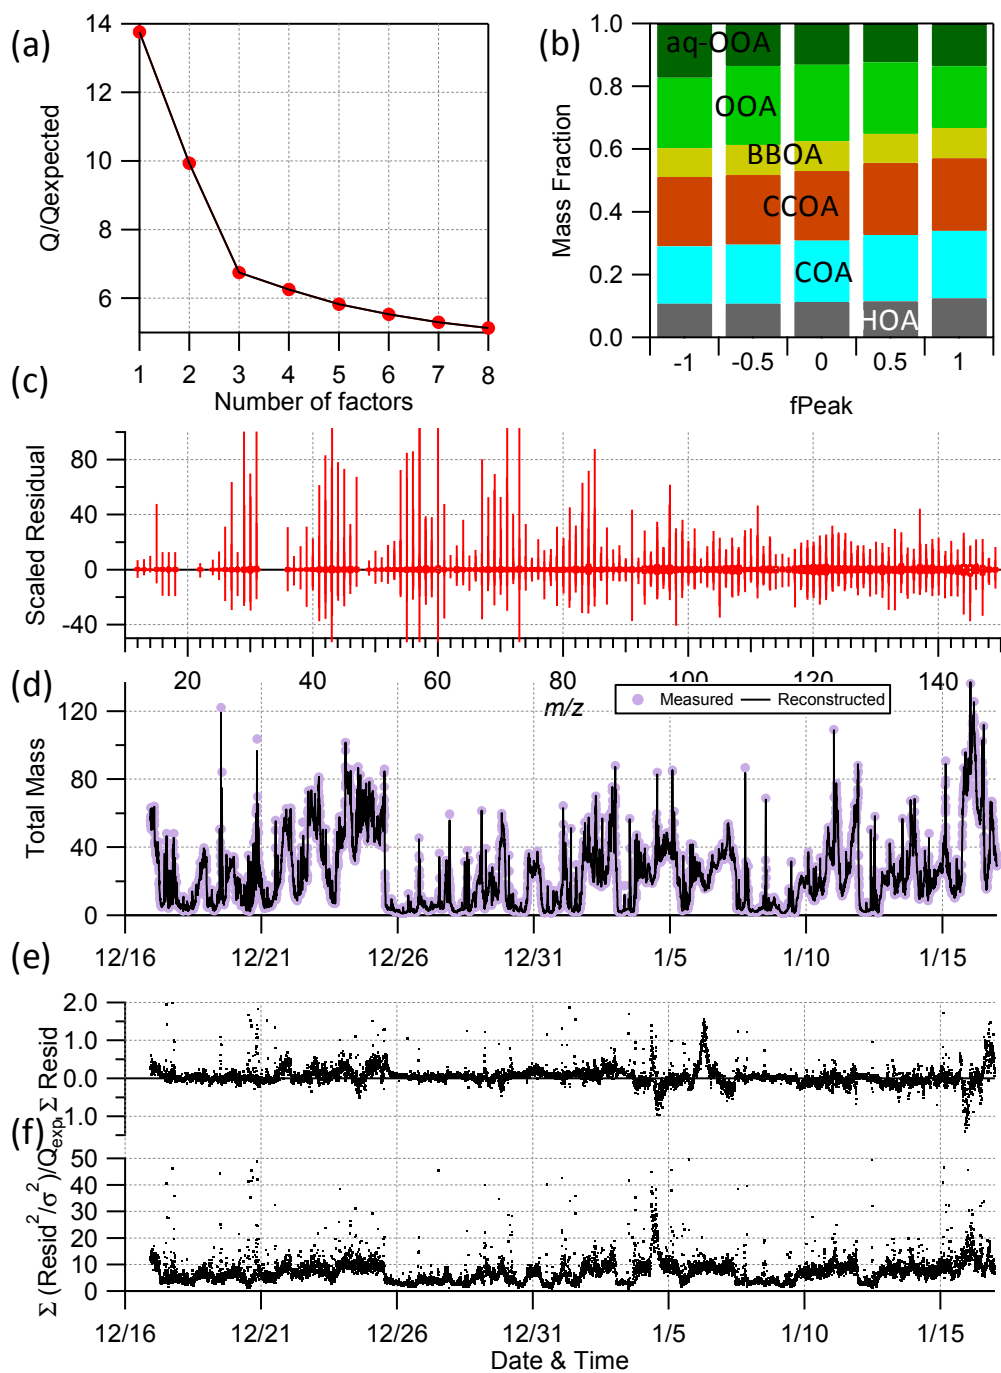 (a)
14
12
10
8
6
Q/Qexpected
1 2 3 4 5 6 7 8
Number of factors
(b)
1.0
0.8
0.6
0.4
0.2
0.0
Mass Fraction
aq-OOA
OOA
BBOA
CCOA
COA
HOA
-1 -0.5 0 0.5 1
fPeak
(c)
80
40
0
-40
Scaled Residual
20 40 60 80 100 120 140
m/z
(d)
Measured Reconstructed
120
80
40
0
Total Mass
12/16 12/21 12/26 12/31 1/5 1/10 1/15
(e)
2.0
1.0
0.0
1.0
Σ Resid
(f)
50
40
30
20
10
0
Σ (Resid²/σ²)/Qexp
12/16 12/21 12/26 12/31 1/5 1/10 1/15
Date & Time